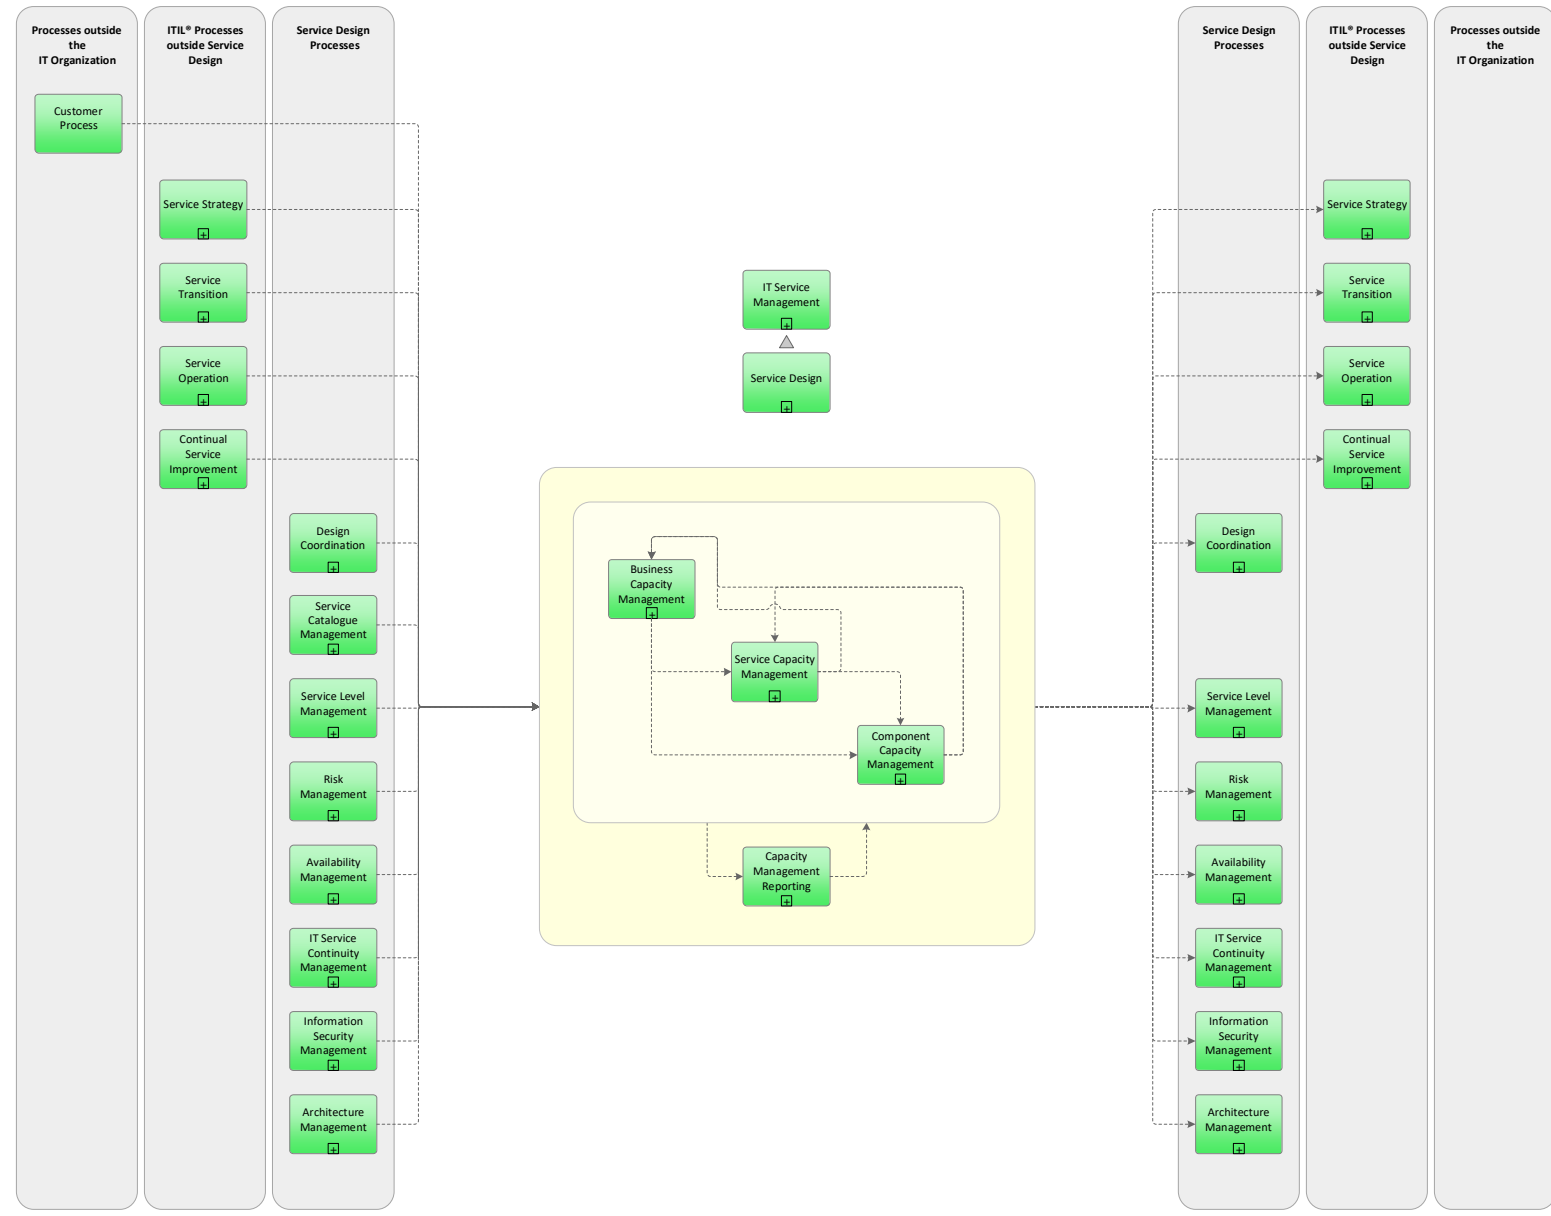 Processes outside
the
IT Organization
ITIL® Processes
outside Service
Design
Service Design
Processes
Service Design
Processes
ITIL® Processes
outside Service
Design
Processes outside
the
IT Organization
Customer
Process
Service Strategy
Service
Transition
Service
Operation
Continual
Service
Improvement
Design
Coordination
Service
Catalogue
Management
Service Level
Management
Risk
Management
Availability
Management
IT Service
Continuity
Management
Information
Security
Management
Architecture
Management
IT Service
Management
Service Design
Business
Capacity
Management
Service Capacity
Management
Component
Capacity
Management
Capacity
Management
Reporting
Service Strategy
Service
Transition
Service
Operation
Continual
Service
Improvement
Design
Coordination
Service Level
Management
Risk
Management
Availability
Management
IT Service
Continuity
Management
Information
Security
Management
Architecture
Management